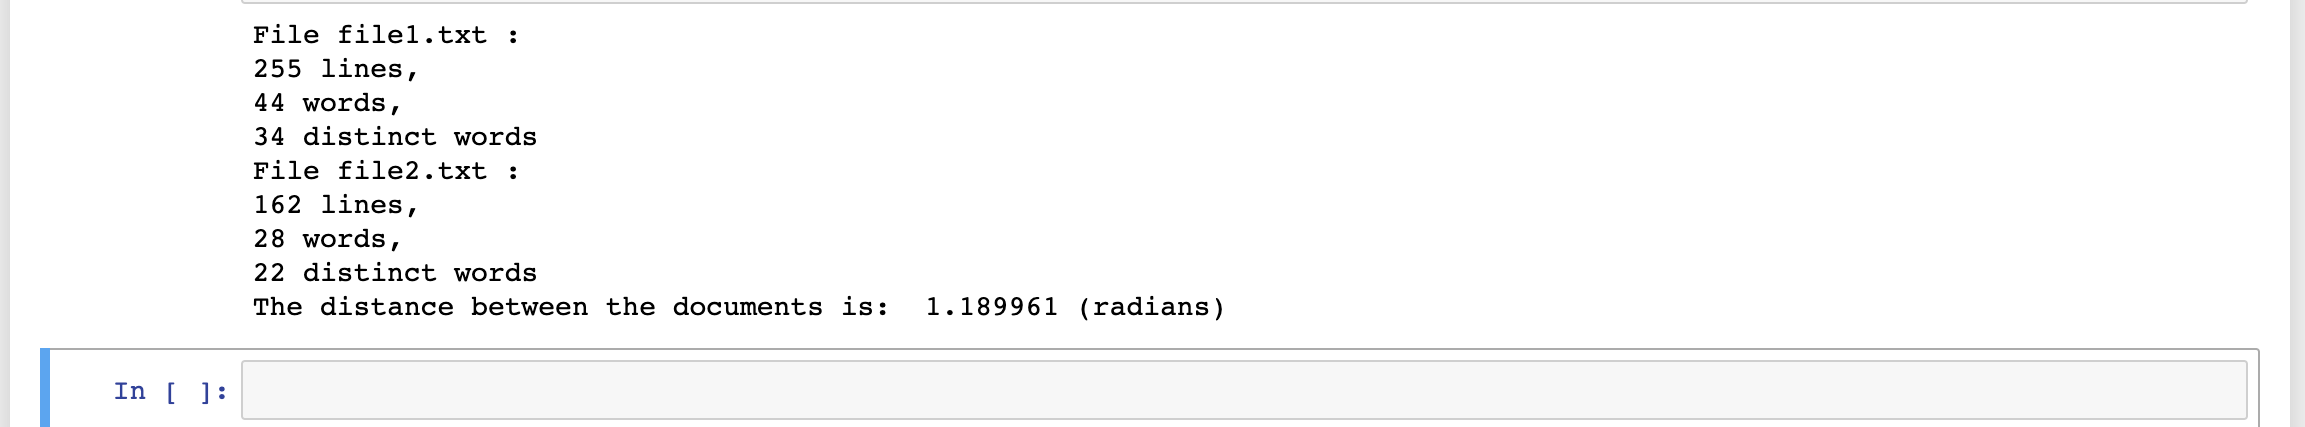 File file1.txt :
255 lines,
44 words,
34 distinct words
File file2.txt :
162 lines,
28 words,
22 distinct words
The distance between the documents is:  1.189961 (radians)
In [ ]: